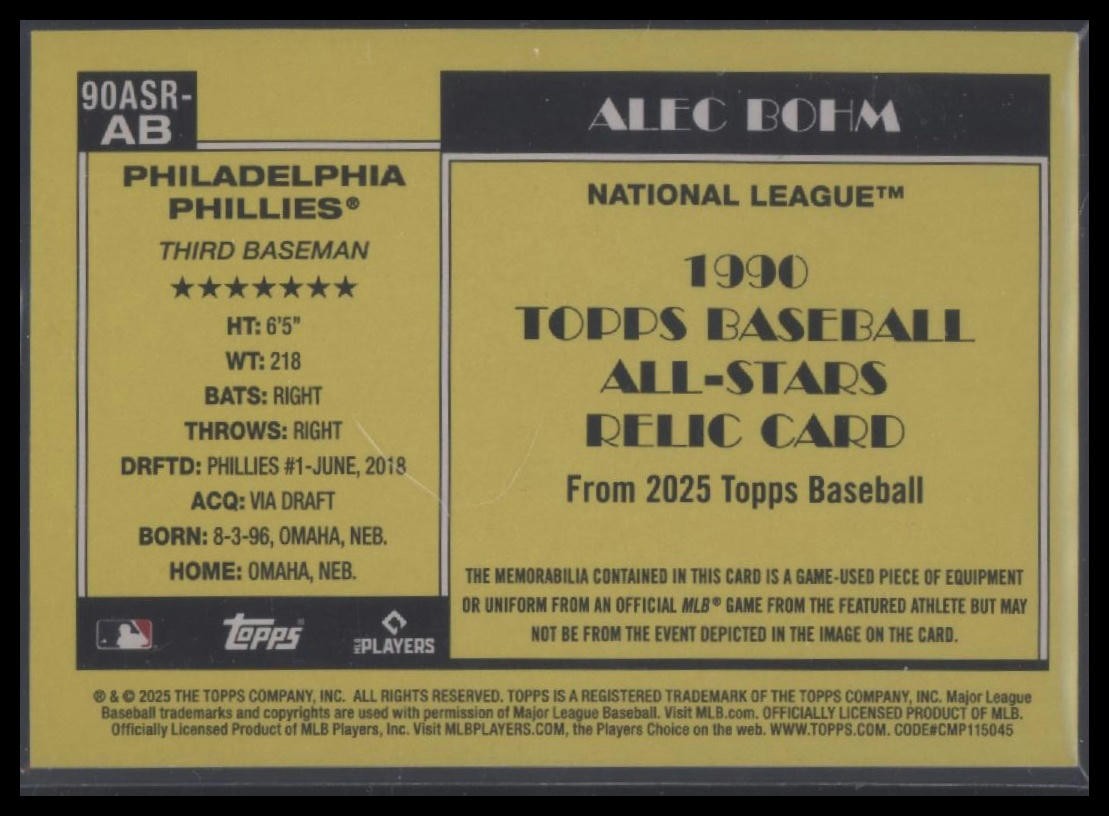 90ASR-
AB
ALEC BOHM
PHILADELPHIA
PHILLIES®
THIRD BASEMAN
★★★★★★★
HT: 6'5"
WT: 218
BATS: RIGHT
THROWS: RIGHT
DRFTD: PHILLIES #1-JUNE, 2018
ACQ: VIA DRAFT
BORN: 8-3-96, OMAHA, NEB.
HOME: OMAHA, NEB.
NATIONAL LEAGUE™
1990
TOPPS BASEBALL
ALL-STARS
RELIC CARD
From 2025 Topps Baseball
THE MEMORABILIA CONTAINED IN THIS CARD IS A GAME-USED PIECE OF EQUIPMENT
OR UNIFORM FROM AN OFFICIAL MLB® GAME FROM THE FEATURED ATHLETE BUT MAY
NOT BE FROM THE EVENT DEPICTED IN THE IMAGE ON THE CARD.
Topps®
MLB PLAYERS
® & © 2025 THE TOPPS COMPANY, INC. ALL RIGHTS RESERVED. TOPPS IS A REGISTERED TRADEMARK OF THE TOPPS COMPANY, INC. Major League
Baseball trademarks and copyrights are used with permission of Major League Baseball. Visit MLB.com. OFFICIALLY LICENSED PRODUCT OF MLB.
Officially Licensed Product of MLB Players, Inc. Visit MLBPLAYERS.COM, the Players Choice on the web. WWW.TOPPS.COM. CODE#CMP115045